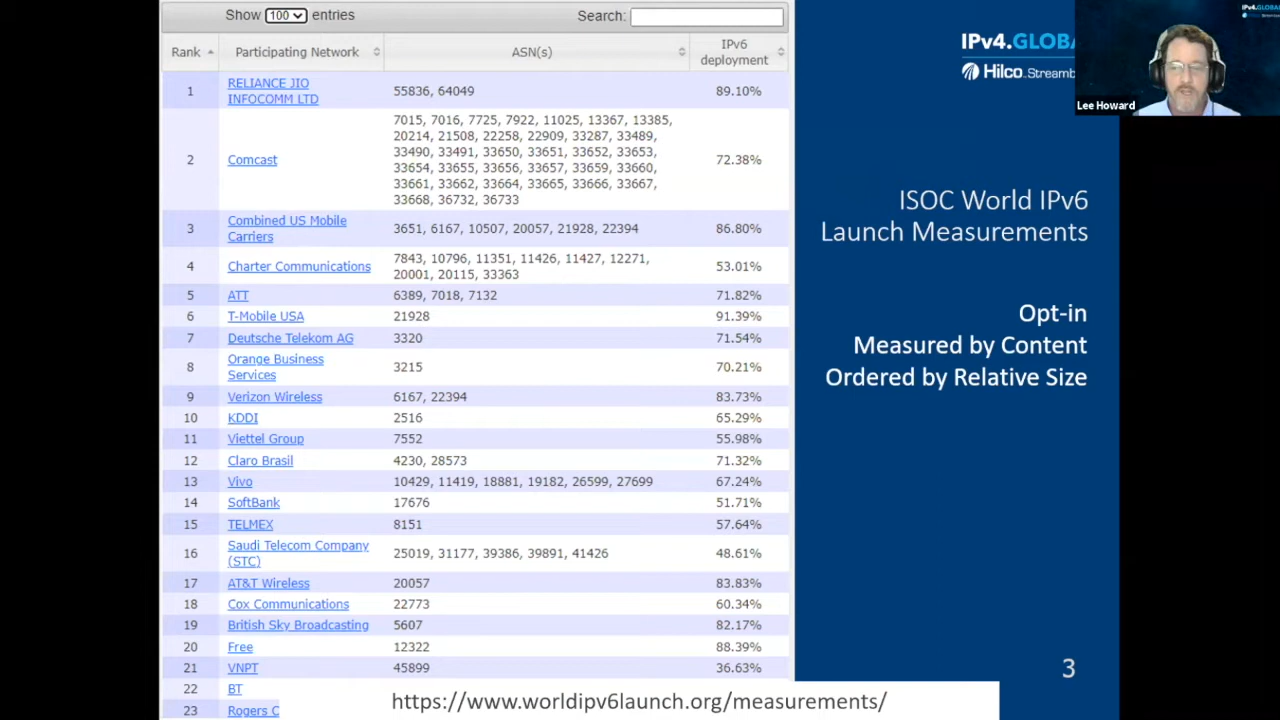 Show 100 entries
Search:
Rank Participating Network ASN(s) IPv6 deployment
1 RELIANCE JIO INFOCOMM LTD 55836, 64049 89.10%
2 Comcast
7015, 7016, 7725, 7922, 11025, 13367, 13385,
20214, 21508, 22258, 22909, 33287, 33489,
33490, 33491, 33650, 33651, 33652, 33653,
33654, 33655, 33656, 33657, 33659, 33660,
33661, 33662, 33664, 33665, 33666, 33667,
33668, 36732, 36733
72.38%
3 Combined US Mobile Carriers 3651, 6167, 10507, 20057, 21928, 22394 86.80%
4 Charter Communications
7843, 10796, 11351, 11426, 11427, 12271,
20001, 20115, 33363
53.01%
5 ATT 6389, 7018, 7132 71.82%
6 T-Mobile USA 21928 91.39%
7 Deutsche Telekom AG 3320 71.54%
8 Orange Business Services 3215 70.21%
9 Verizon Wireless 6167, 22394 83.73%
10 KDDI 2516 65.29%
11 Viettel Group 7552 55.98%
12 Claro Brasil 4230, 28573 71.32%
13 Vivo 10429, 11419, 18881, 19182, 26599, 27699 67.24%
14 SoftBank 17676 51.71%
15 TELMEX 8151 57.64%
16 Saudi Telecom Company (STC) 25019, 31177, 39386, 39891, 41426 48.61%
17 AT&T Wireless 20057 83.83%
18 Cox Communications 22773 60.34%
19 British Sky Broadcasting 5607 82.17%
20 Free 12322 88.39%
21 VNPT 45899 36.63%
22 BT
23 Rogers C
https://www.worldipv6launch.org/measurements/
IPv4.GLOBA
Hilco Streamb
IPv4.GLOBAL
Lee Howard
ISOC World IPv6
Launch Measurements
Opt-in
Measured by Content
Ordered by Relative Size
3